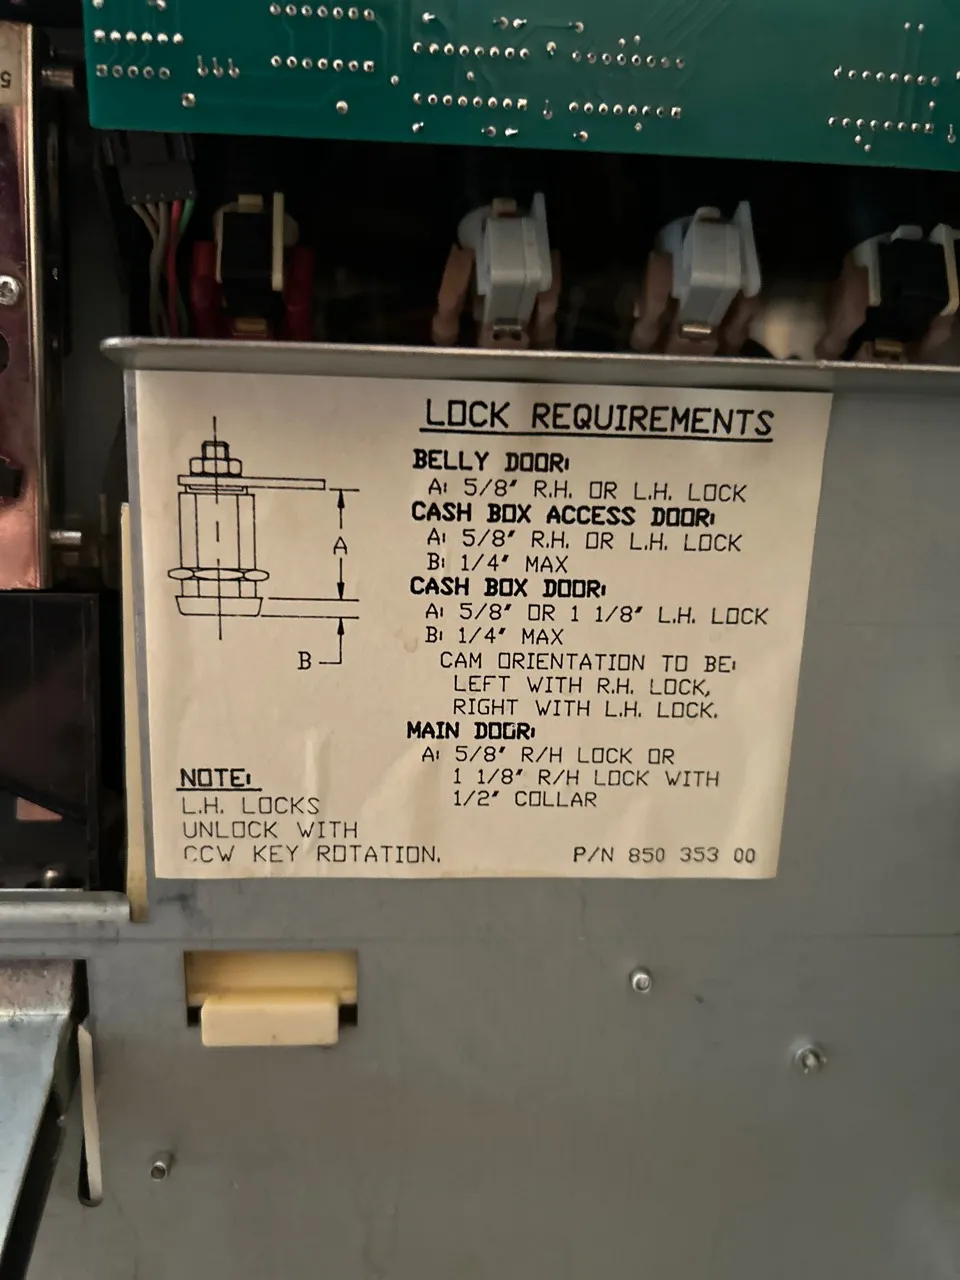 5
LOCK REQUIREMENTS
BELLY DOOR:
A: 5/8" R.H. OR L.H. LOCK
CASH BOX ACCESS DOOR:
A: 5/8" R.H. OR L.H. LOCK
B: 1/4" MAX
CASH BOX DOOR:
A: 5/8" OR 1 1/8" L.H. LOCK
B: 1/4" MAX
CAM ORIENTATION TO BE:
LEFT WITH R.H. LOCK,
RIGHT WITH L.H. LOCK.
MAIN DOOR:
A: 5/8" R/H LOCK OR
1 1/8" R/H LOCK WITH
1/2" COLLAR
A
B
NOTE:
L.H. LOCKS
UNLOCK WITH
CCW KEY ROTATION.
P/N 850 353 00